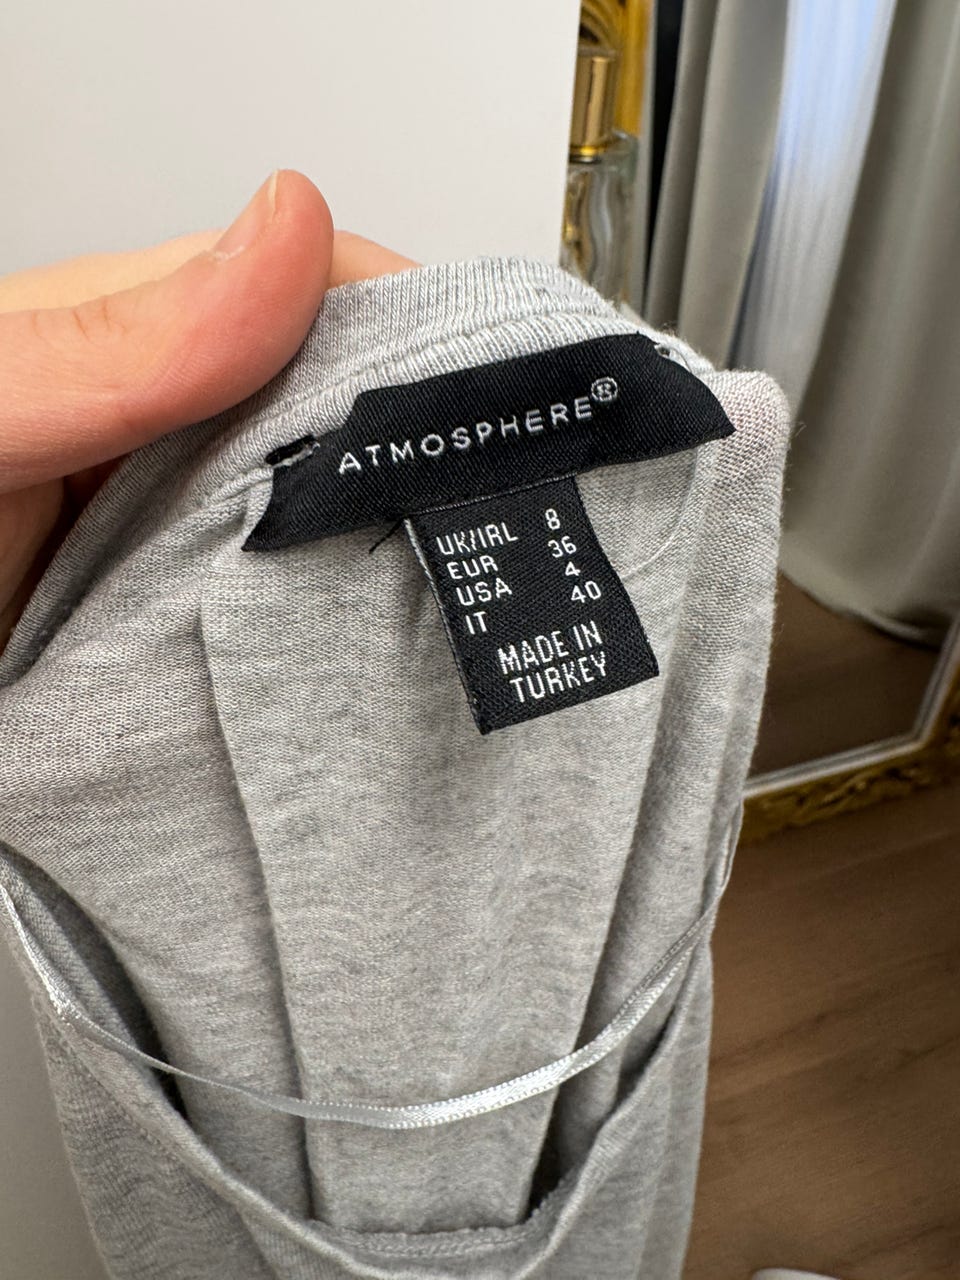 ATMOSPHERE®
UK/IRL 8
EUR 36
USA 4
IT 40
MADE IN
TURKEY